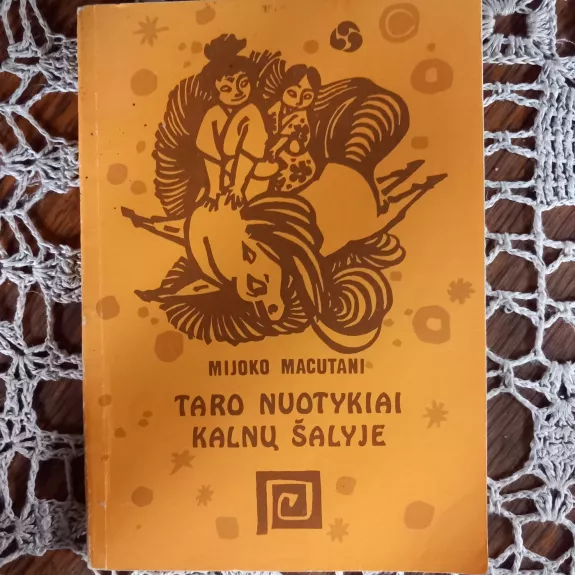 MIJOKO MACUTANI
TARO NUOTYKIAI
KALNŲ ŠALYJE